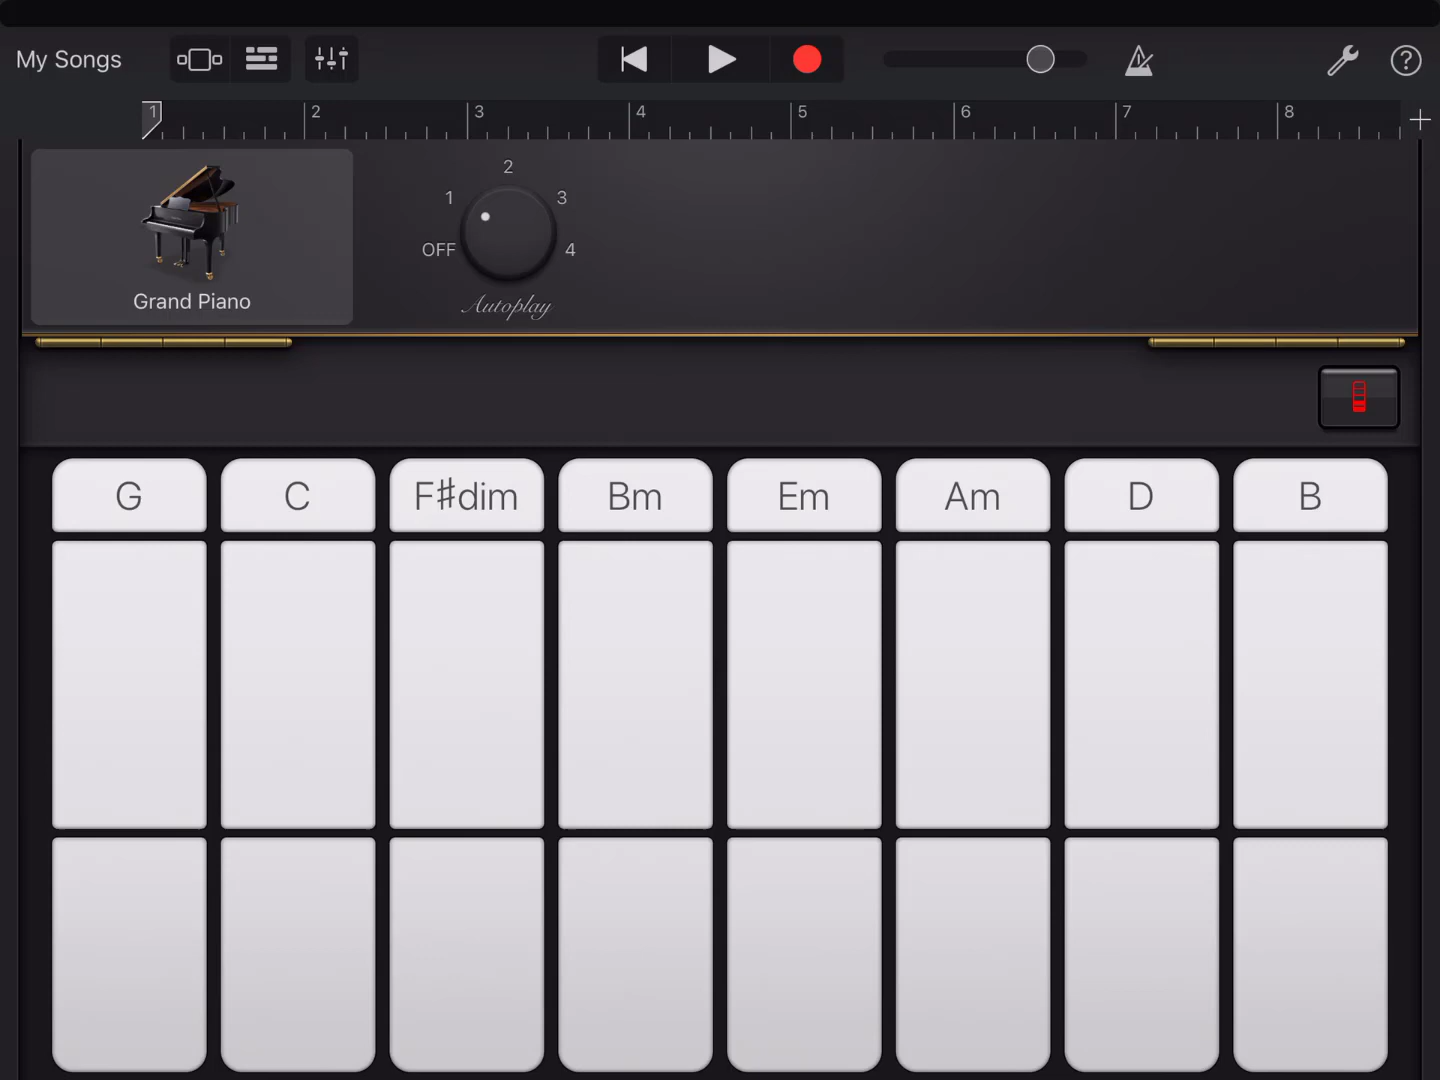 My Songs
1 2 3 4 5 6 7 8
2
1 3
OFF 4
Autoplay
Grand Piano
G C F♯dim Bm Em Am D B